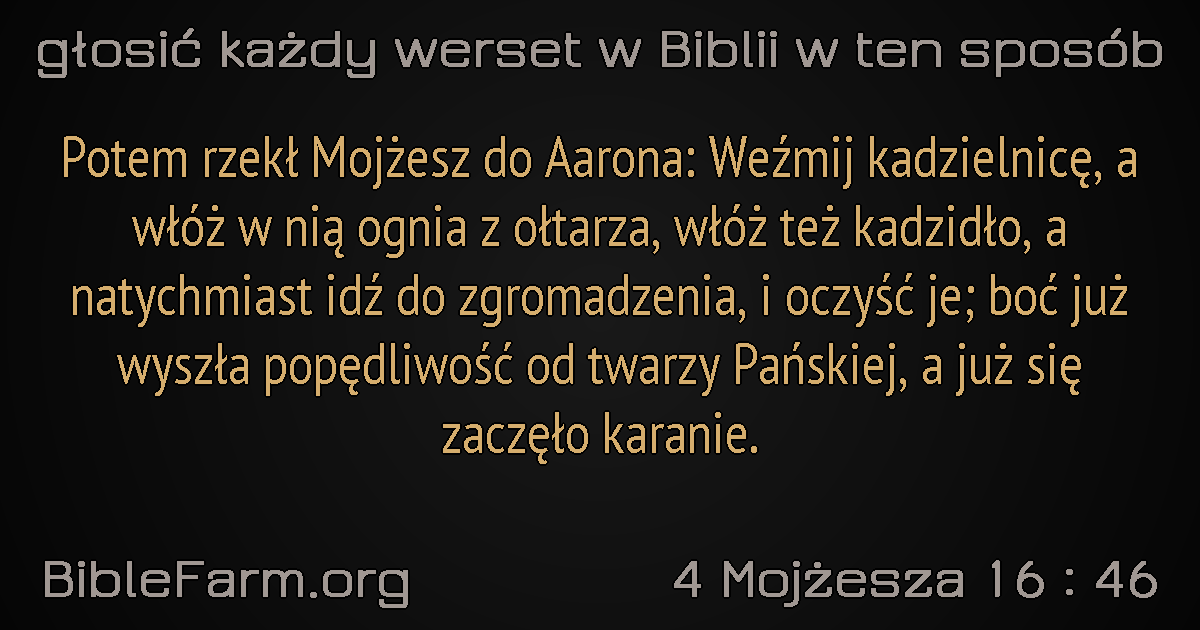 głosić każdy werset w Biblii w ten sposób
Potem rzekł Mojżesz do Aarona: Weźmij kadzielnicę, a
włóż w nią ognia z ołtarza, włóż też kadzidło, a
natychmiast idź do zgromadzenia, i oczyść je; boć już
wyszła popędliwość od twarzy Pańskiej, a już się
zaczęło karanie.
BibleFarm.org
4 Mojżesza 16 : 46